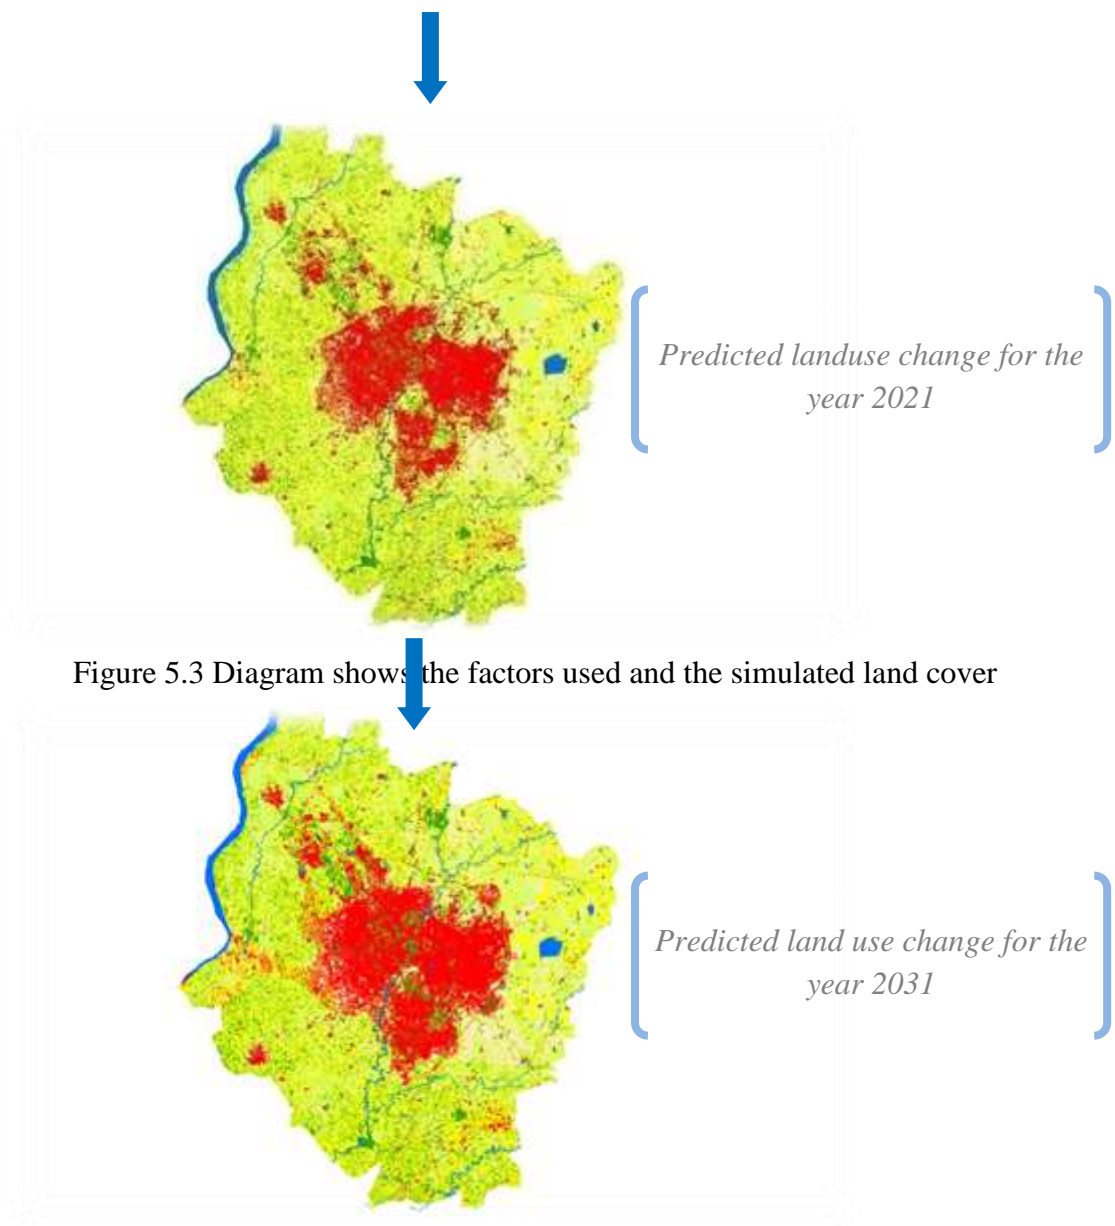 Predicted landuse change for the
year 2021
Figure 5.3 Diagram shows the factors used and the simulated land cover
Predicted land use change for the
year 2031